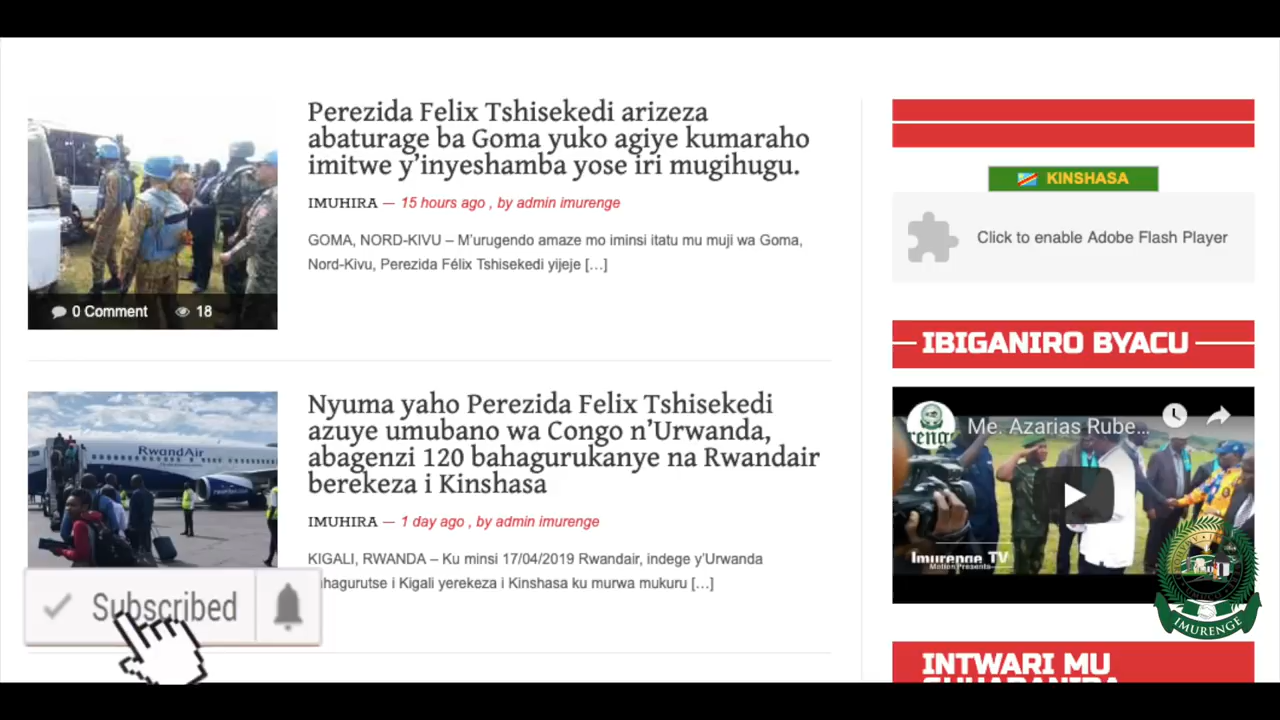 Perezida Felix Tshisekedi arizeza
abaturage ba Goma yuko agiye kumaraho
imitwe y’inyeshamba yose iri mugihugu.
IMUHIRA — 15 hours ago , by admin imurenge
GOMA, NORD-KIVU – M’urugendo amaze mo iminsi itatu mu muji wa Goma,
Nord-Kivu, Perezida Félix Tshisekedi yijeje [...]
0 Comment 18
Nyuma yaho Perezida Felix Tshisekedi
azuye umubano wa Congo n’Urwanda,
abagenzi 120 bahagurukanye na Rwandair
berekeza i Kinshasa
IMUHIRA — 1 day ago , by admin imurenge
KIGALI, RWANDA – Ku minsi 17/04/2019 Rwandair, indege y’Urwanda
hagurutse i Kigali yerekeza i Kinshasa ku murwa mukuru [...]
RwandAir
Subscribed
KINSHASA
Click to enable Adobe Flash Player
IBIGANIRO BYACU
Me. Azarias Rube...
Imurenge TV
Motion Presents
IMURENGE
INTWARI MU